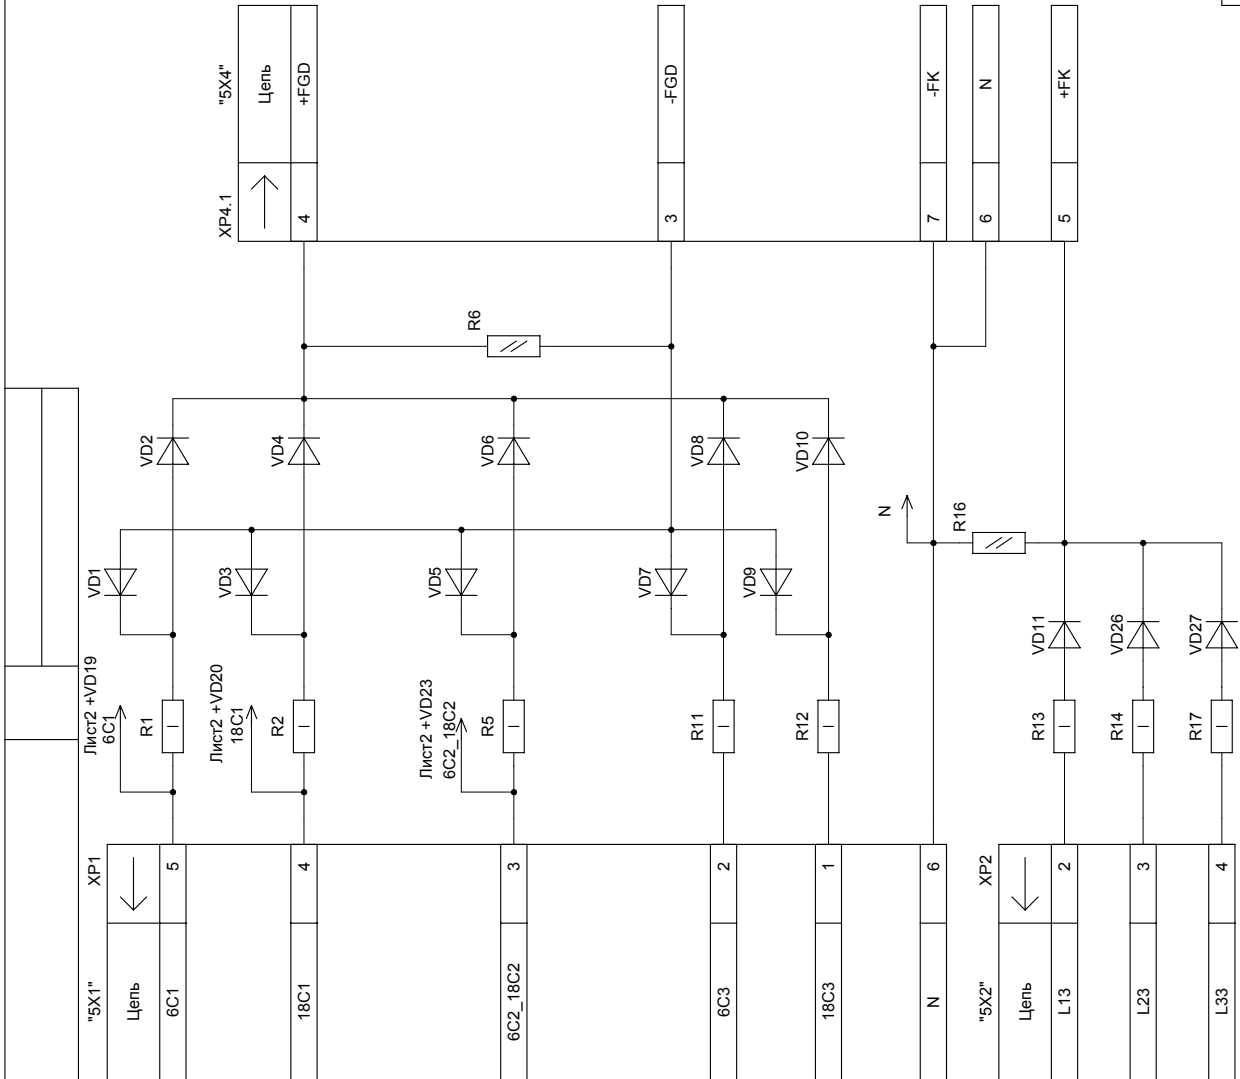 "5X4"
Цепь
+FGD
-FGD
-FK
N
+FK
XP4.1
4
3
7
6
5
R6
VD2
VD4
VD6
VD8
VD10
N
R16
VD1
VD3
VD5
VD7
VD9
VD11
VD26
VD27
Лист2 +VD19
6C1
Лист2 +VD20
18C1
Лист2 +VD23
6C2_18C2
R1
R2
R5
R11
R12
R13
R14
R17
XP1
5
4
3
2
1
6
XP2
2
3
4
"5X1"
Цепь
6C1
18C1
6C2_18C2
6C3
18C3
N
"5X2"
Цепь
L13
L23
L33